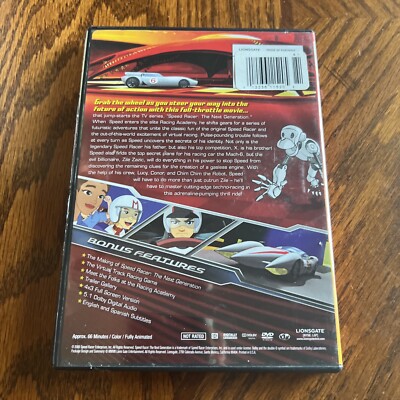 Grab the wheel as you steer your way into the
future of action with this full-throttle movie...
that jump-starts the TV series, "Speed Racer: The Next Generation."
When Speed enters the elite Racing Academy, he shifts gears for a series of
futuristic adventures that unite the classic fun of the original Speed Racer and
the out-of-this-world excitement of virtual racing. Pulse-pounding trouble follows
at every turn as Speed uncovers the secrets of his identity. Not only is the
legendary Speed Racer his father, but also his top competition, X, is his brother!
Speed also finds the top secret plans for his racing car the Mach-6, but the
evil billionaire, Zile Zazic, will do everything in his power to stop Speed from
discovering the remaining clues for the creation of a gasless engine. With
the help of his crew, Lucy, Conor and Chim Chim the Robot, Speed
will have to do more than just outrun Zile – he'll
have to master cutting-edge techno-racing in
this adrenaline-pumping thrill ride!
BONUS FEATURES
• The Making of Speed Racer: The Next Generation
• The Virtual Track Racing Game
• Meet the Folks at the Racing Academy
• Trailer Gallery
• 4x3 Full Screen Version
• 5.1 Dolby Digital Audio
• English and Spanish Subtitles
Approx. 66 Minutes / Color / Fully Animated
NOT RATED
DVD
LIONSGATE